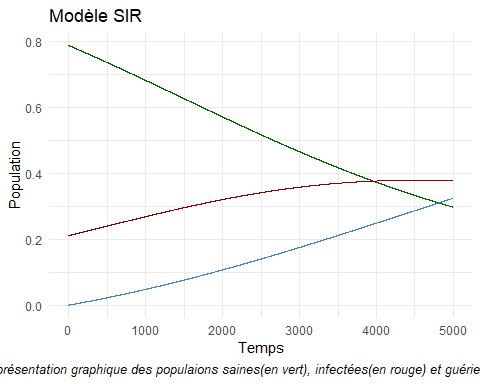 Modèle SIR
0.8
0.6
0.4
0.2
0.0
Population
0 1000 2000 3000 4000 5000
Temps
présentation graphique des populaions saines(en vert), infectées(en rouge) et guérie